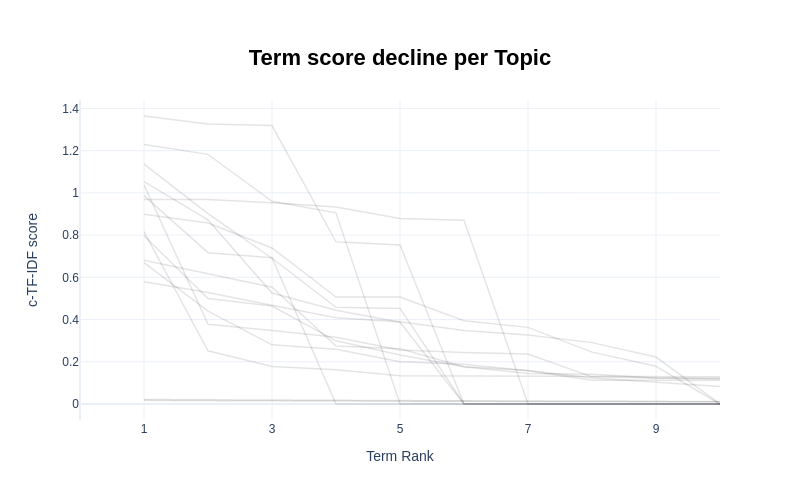 Term score decline per Topic
1.4
1.2
1
0.8
0.6
0.4
0.2
0
c-TF-IDF score
1 3 5 7 9
Term Rank